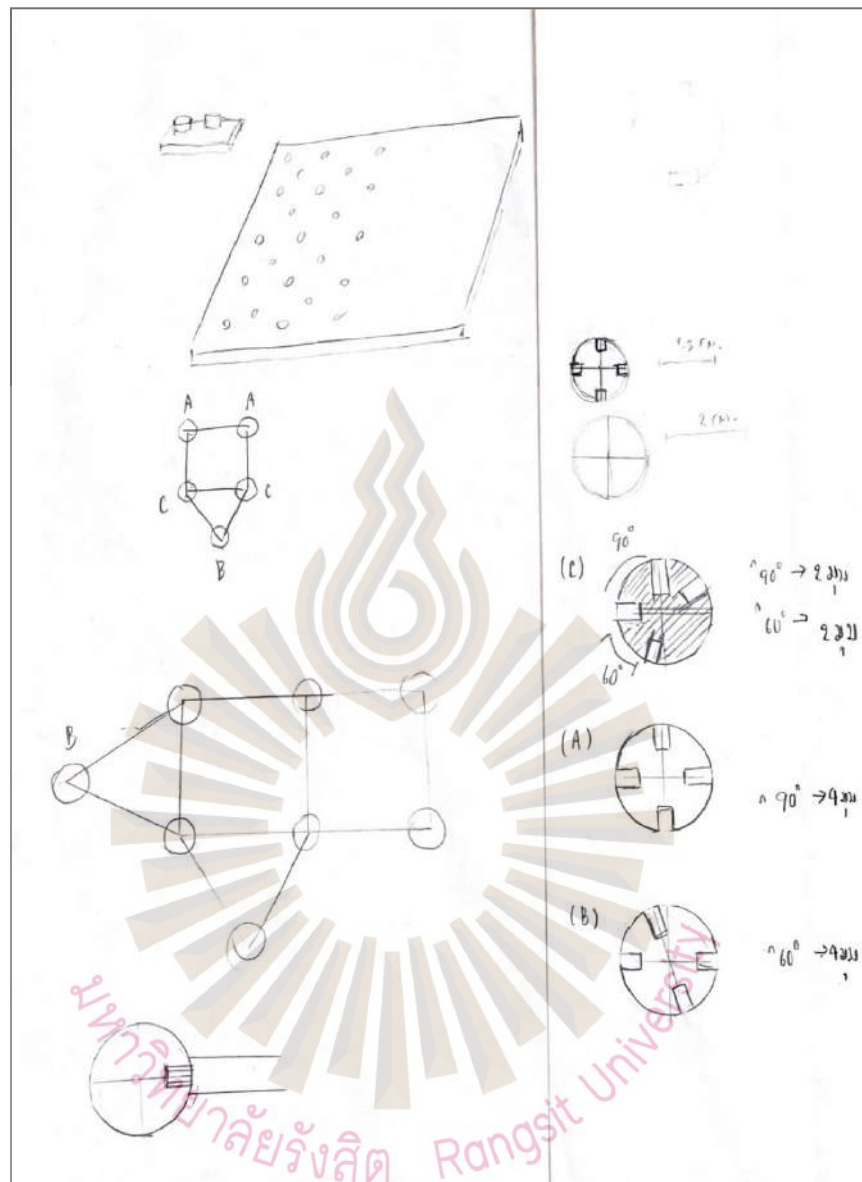 A A
C C
B
B
1.5 cm.
2 cm.
90°
(C)
^90° → 2 มุม
^60° → 2 มุม
60°
(A)
^90° → 4 มุม
(B)
^60° → 4 มุม
มหาวิทยาลัยรังสิต Rangsit University